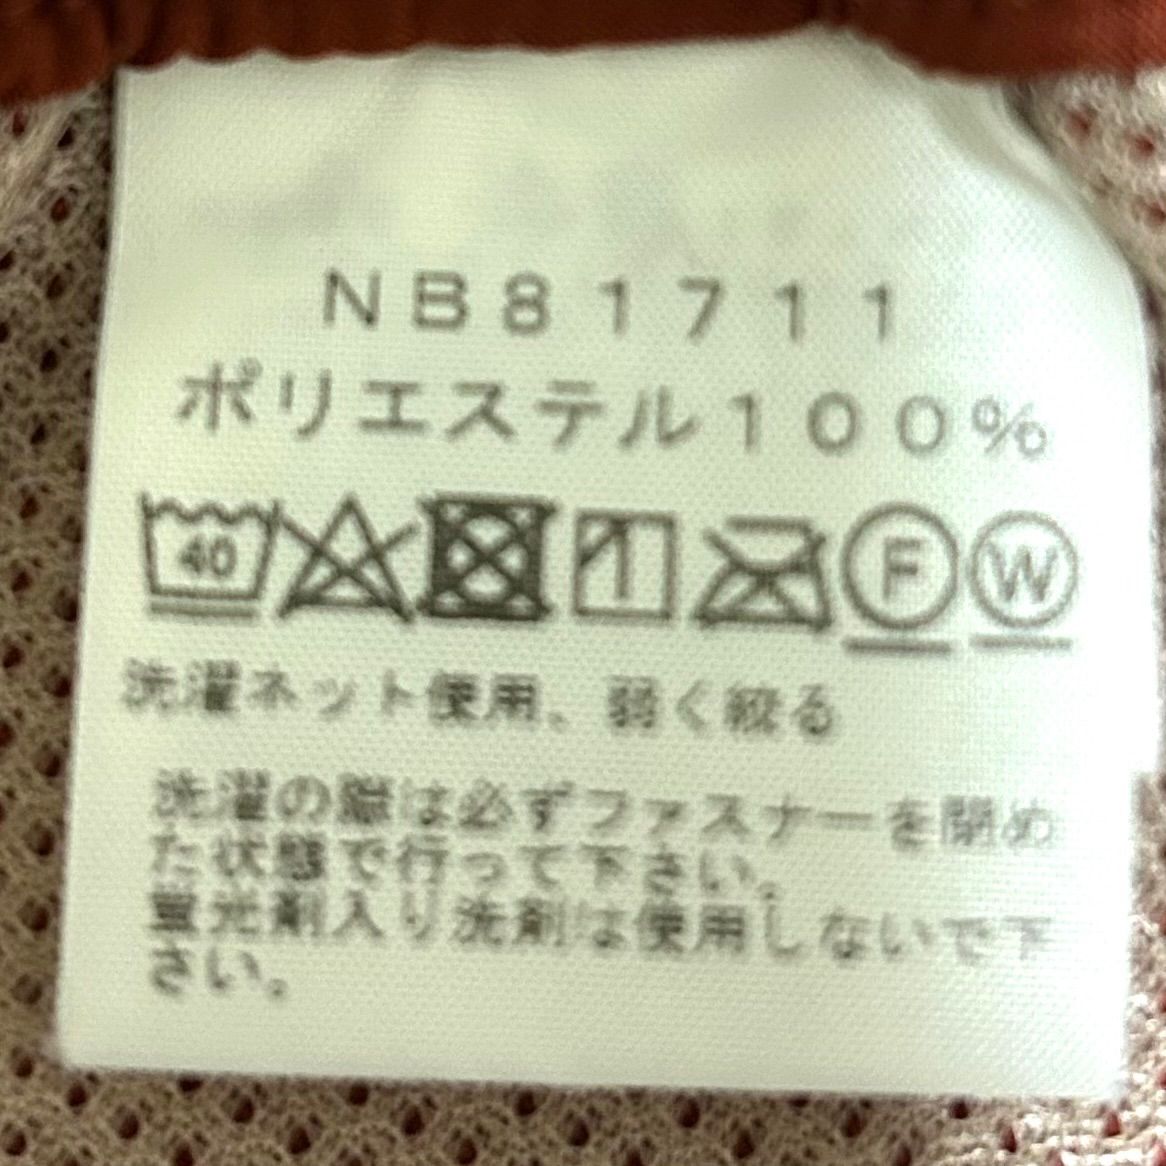 NB81711
ポリエステル100%
40
F W
洗濯ネット使用、弱く絞る
洗濯の際は必ずファスナーを閉め
た状態で行って下さい。
蛍光剤入り洗剤は使用しないで下
さい。